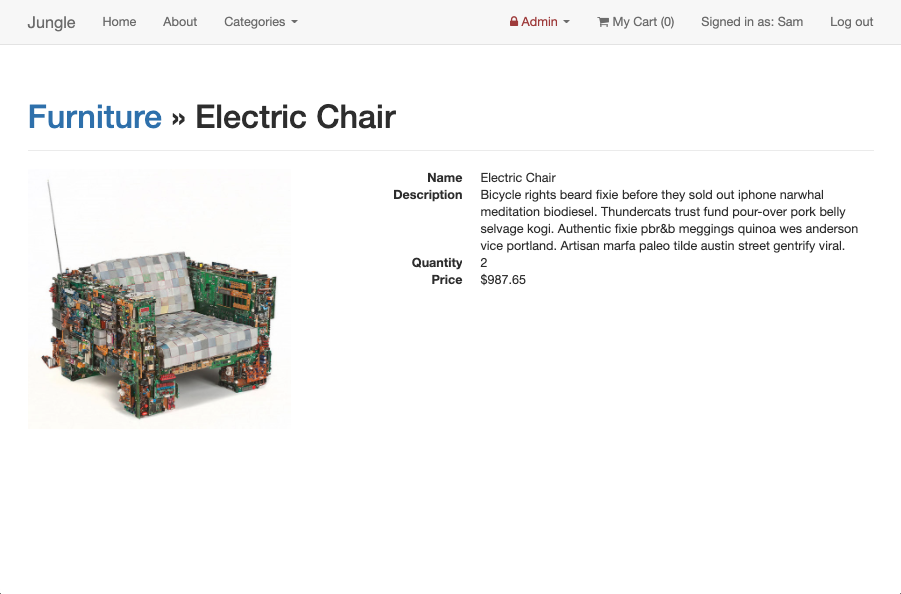 Jungle Home About Categories Admin My Cart (0) Signed in as: Sam Log out
Furniture » Electric Chair
Name Electric Chair
Description Bicycle rights beard fixie before they sold out iphone narwhal
meditation biodiesel. Thundercats trust fund pour-over pork belly
selvage kogi. Authentic fixie pbr&b meggings quinoa wes anderson
vice portland. Artisan marfa paleo tilde austin street gentrify viral.
Quantity 2
Price $987.65